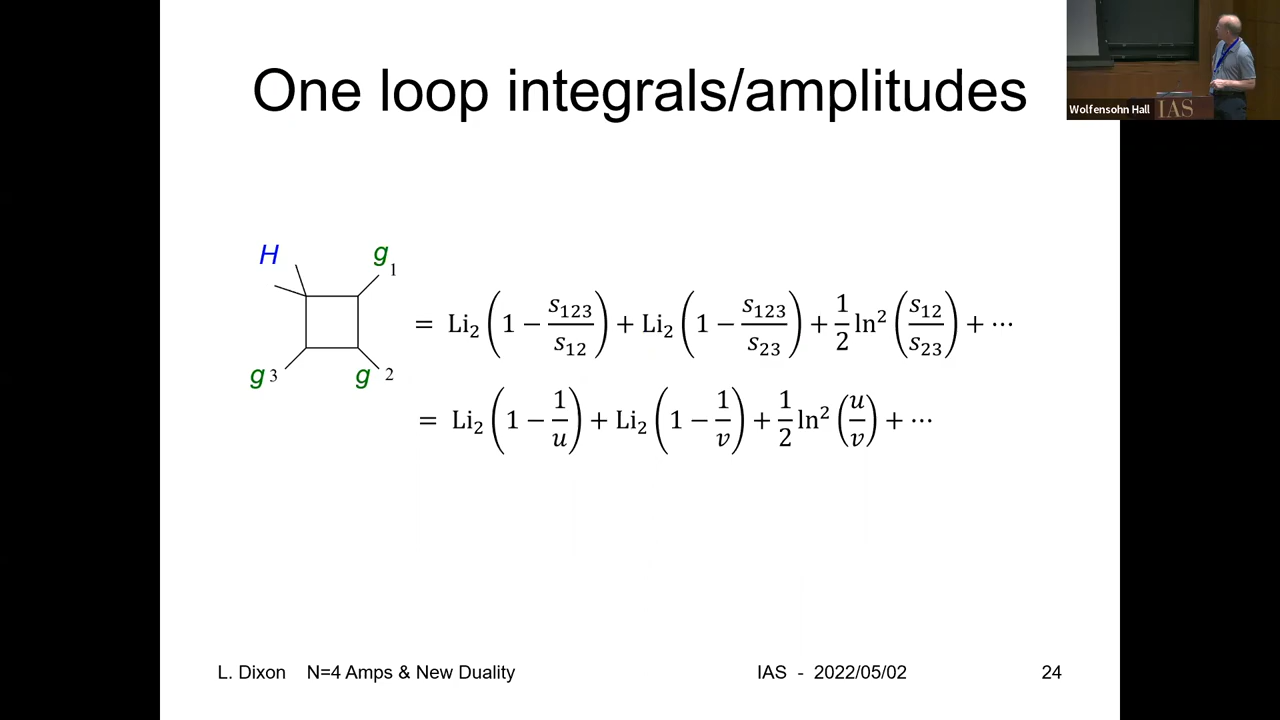 One loop integrals/amplitudes
Wolfensohn Hall
IAS
H
g 1
= Li₂(1 − s₁₂₃/s₁₂) + Li₂(1 − s₁₂₃/s₂₃) + 1/2 ln²(s₁₂/s₂₃) + ⋯
g 3
g 2
= Li₂(1 − 1/u) + Li₂(1 − 1/v) + 1/2 ln²(u/v) + ⋯
L. Dixon N=4 Amps & New Duality
IAS - 2022/05/02
24